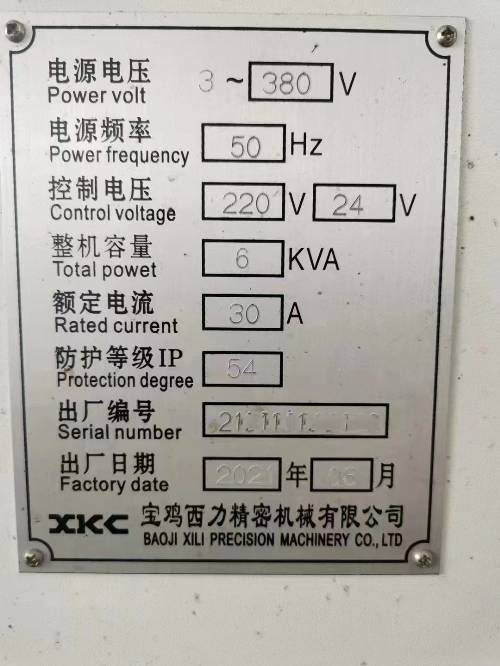 电源电压 3～380 V
Power volt
电源频率 50 Hz
Power frequency
控制电压 220 V 24 V
Control voltage
整机容量 6 KVA
Total powet
额定电流 30 A
Rated current
防护等级IP 54
Protection degree
出厂编号
Serial number
出厂日期 2021 年 06 月
Factory date
XKC 宝鸡西力精密机械有限公司
BAOJI XILI PRECISION MACHINERY CO., LTD